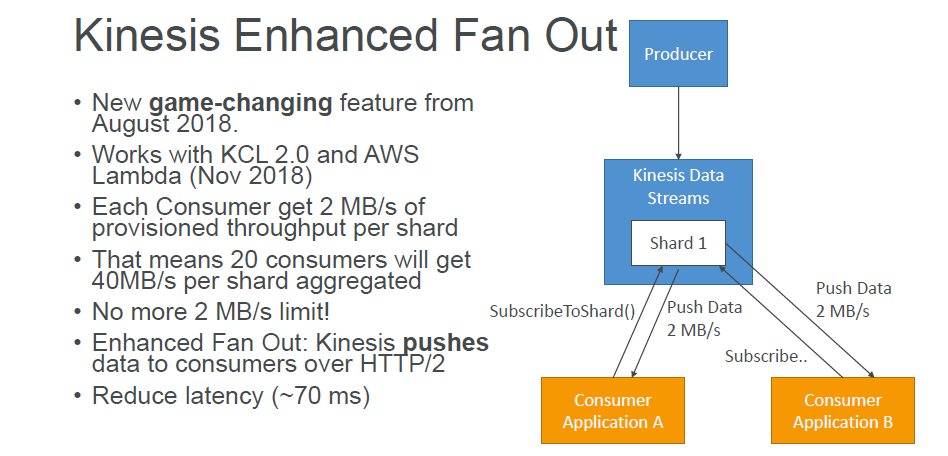 Kinesis Enhanced Fan Out
• New game-changing feature from
August 2018.
• Works with KCL 2.0 and AWS
Lambda (Nov 2018)
• Each Consumer get 2 MB/s of
provisioned throughput per shard
• That means 20 consumers will get
40MB/s per shard aggregated
• No more 2 MB/s limit!
• Enhanced Fan Out: Kinesis pushes
data to consumers over HTTP/2
• Reduce latency (~70 ms)
Producer
Kinesis Data
Streams
Shard 1
SubscribeToShard()
Push Data
2 MB/s
Push Data
2 MB/s
Subscribe..
Consumer
Application A
Consumer
Application B